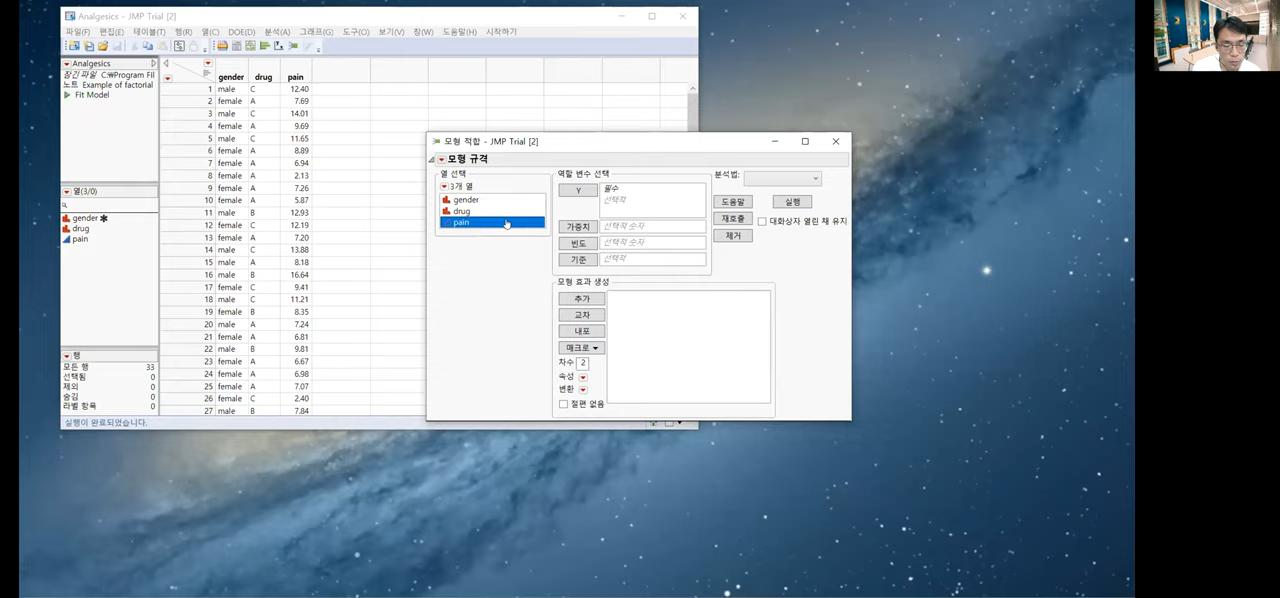 Analgesics - JMP Trial [2]
파일(F) 편집(E) 테이블(T) 행(R) 열(C) DOE(D) 분석(A) 그래프(G) 도구(O) 보기(V) 창(W) 도움말(H) 시작하기
Analgesics
잠긴 파일 C:\Program Fil
노트 Example of factorial
Fit Model
열(3/0)
gender
drug
pain
행
모든 행 33
선택됨 0
제외 0
숨김 0
라벨 항목 0
gender drug pain
1 male C 12.40
2 female A 7.69
3 male C 14.01
4 female A 9.69
5 male C 11.65
6 female A 8.89
7 female A 6.94
8 female A 2.13
9 female A 7.26
10 female A 5.87
11 male B 12.93
12 female C 12.19
13 female A 7.20
14 male C 13.88
15 male A 8.18
16 male B 16.64
17 female C 9.41
18 male C 11.21
19 female B 8.35
20 male A 7.24
21 female A 6.81
22 male B 9.81
23 female A 6.67
24 female A 6.98
25 female A 7.07
26 female C 2.40
27 male B 7.84
실행이 완료되었습니다.
모형 적합 - JMP Trial [2]
모형 규격
열 선택
3개 열
gender
drug
pain
역할 변수 선택
Y 필수
선택적
가중치 선택적 숫자
빈도 선택적 숫자
기준 선택적
분석법:
도움말 실행
재호출 대화상자 열린 채 유지
제거
모형 효과 생성
추가
교차
내포
매크로
차수 2
속성
변환
절편 없음